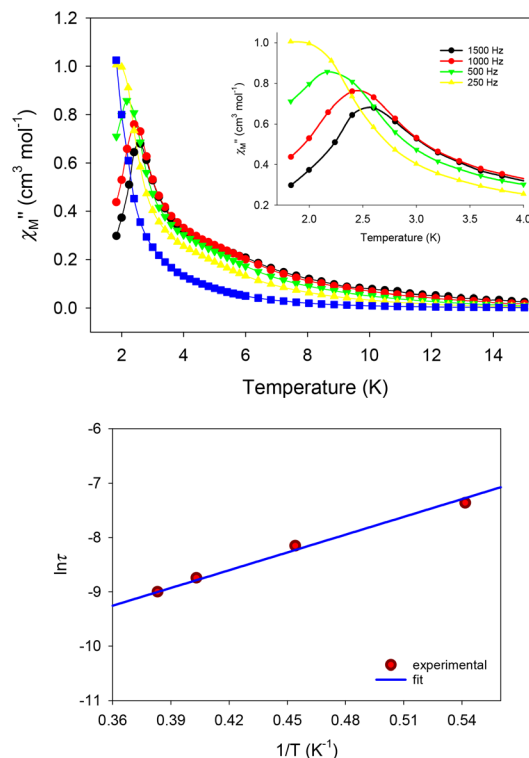 χM" (cm3 mol-1)
1.2
1.0
0.8
0.6
0.4
0.2
0.0
2 4 6 8 10 12 14
Temperature (K)
χM" (cm3 mol-1)
1.0
0.8
0.6
0.4
0.2
2.0 2.5 3.0 3.5 4.0
Temperature (K)
1500 Hz
1000 Hz
500 Hz
250 Hz
lnτ
-6
-7
-8
-9
-10
-11
0.36 0.39 0.42 0.45 0.48 0.51 0.54
1/T (K-1)
experimental
fit